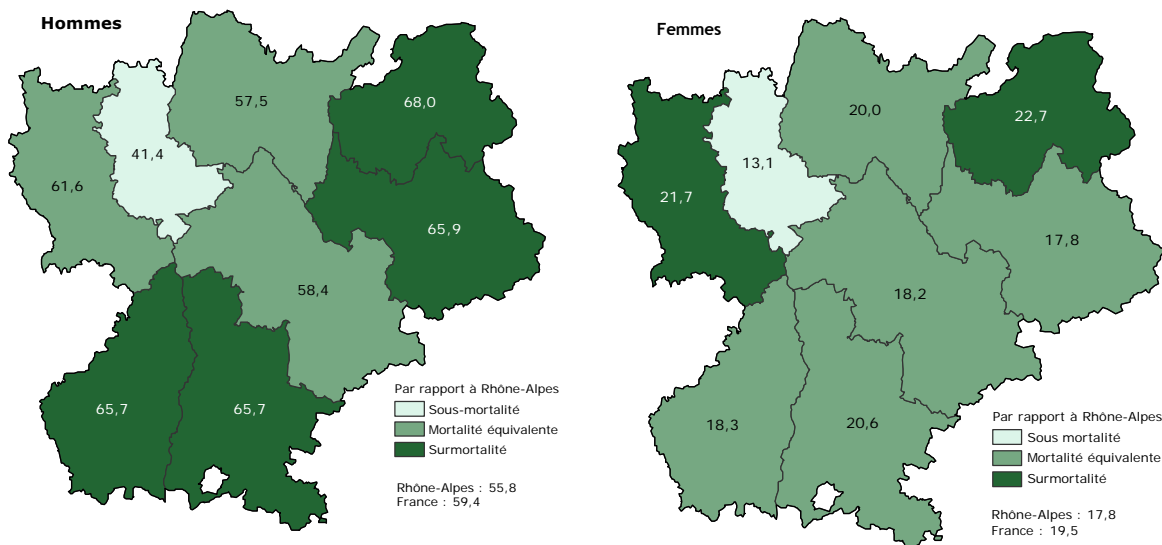 Hommes
57,5
68,0
41,4
61,6
65,9
58,4
65,7
65,7
Par rapport à Rhône-Alpes
Sous-mortalité
Mortalité équivalente
Surmortalité
Rhône-Alpes : 55,8
France : 59,4
Femmes
20,0
22,7
13,1
21,7
17,8
18,2
18,3
20,6
Par rapport à Rhône-Alpes
Sous mortalité
Mortalité équivalente
Surmortalité
Rhône-Alpes : 17,8
France : 19,5